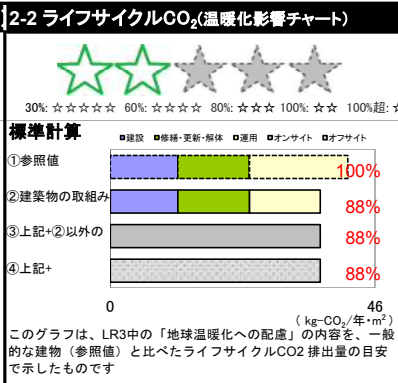 2-2 ライフサイクルCO2(温暖化影響チャート)
30%: ☆☆☆☆☆ 60%: ☆☆☆☆ 80%: ☆☆☆ 100%: ☆☆ 100%超: ☆
標準計算
■建設 ■修繕・更新・解体 □運用 □オンサイト □オフサイト
①参照値 100%
②建築物の取組み 88%
③上記+②以外の 88%
④上記+ 88%
0 46
( kg-CO2/年・m2 )
このグラフは、LR3中の「地球温暖化への配慮」の内容を、一般
的な建物（参照値）と比べたライフサイクルCO2 排出量の目安
で示したものです